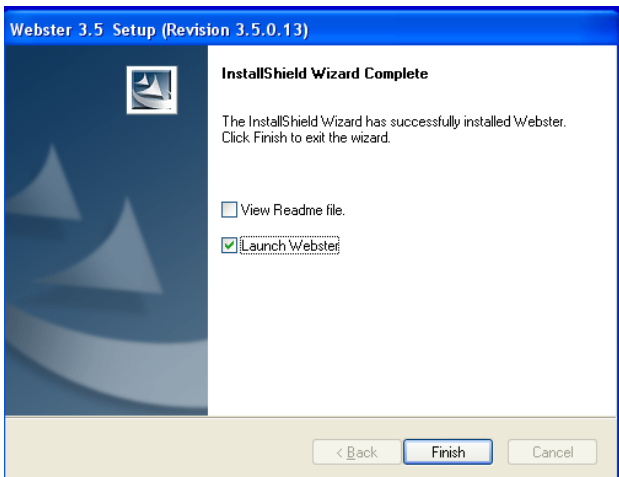 Webster 3.5 Setup (Revision 3.5.0.13)
InstallShield Wizard Complete
The InstallShield Wizard has successfully installed Webster.
Click Finish to exit the wizard.
View Readme file.
Launch Webster
< Back Finish Cancel